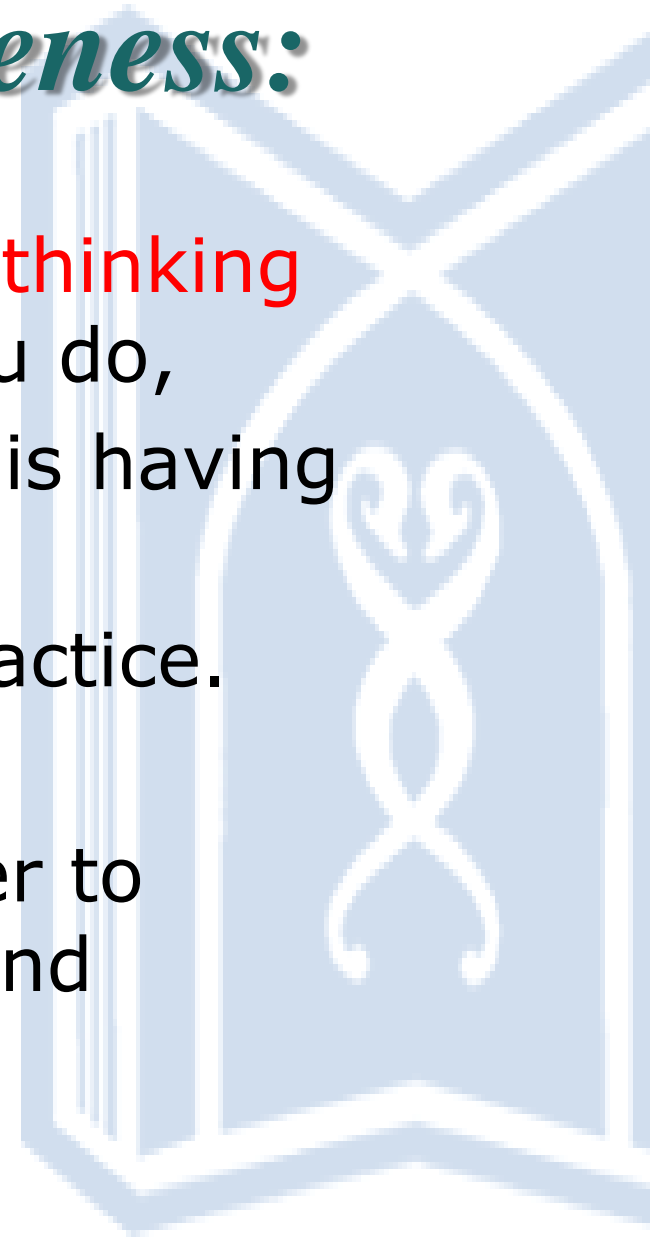 eness:
thinking
u do,
is having
actice.
er to
nd